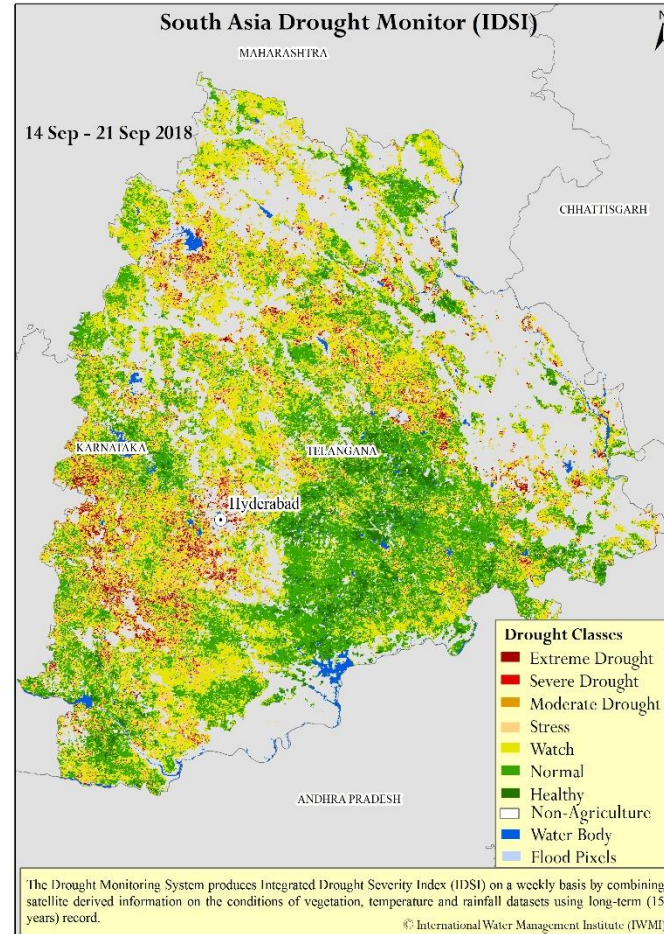 South Asia Drought Monitor (IDSI)
N
MAHARASHTRA
14 Sep - 21 Sep 2018
CHHATTISGARH
KARNATAKA
TELANGANA
Hyderabad
Drought Classes
Extreme Drought
Severe Drought
Moderate Drought
Stress
Watch
Normal
Healthy
Non-Agriculture
Water Body
Flood Pixels
ANDHRA PRADESH
The Drought Monitoring System produces Integrated Drought Severity Index (IDSI) on a weekly basis by combining
satellite derived information on the conditions of vegetation, temperature and rainfall datasets using long-term (15
years) record.
© International Water Management Institute (IWMI)